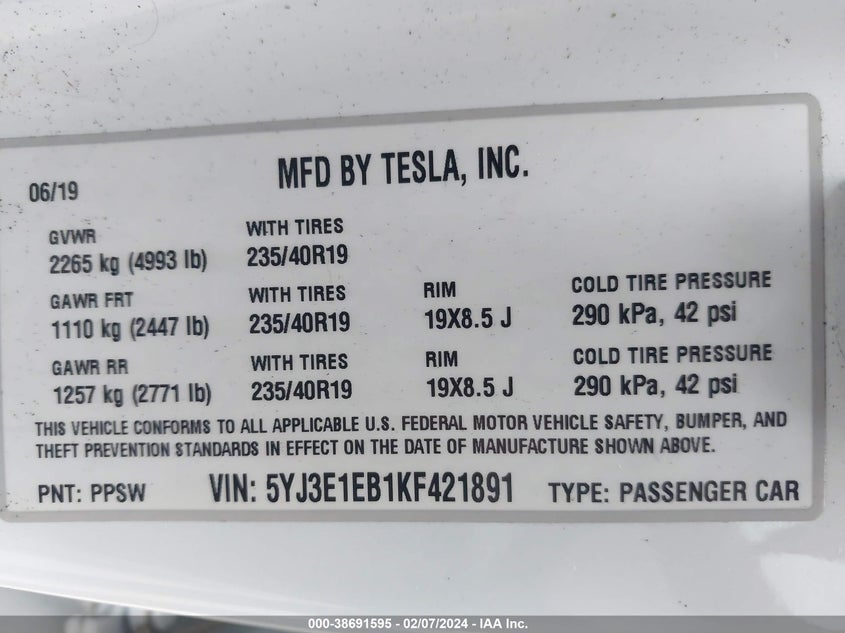 MFD BY TESLA, INC.
06/19
GVWR WITH TIRES
2265 kg (4993 lb) 235/40R19
GAWR FRT WITH TIRES RIM COLD TIRE PRESSURE
1110 kg (2447 lb) 235/40R19 19X8.5 J 290 kPa, 42 psi
GAWR RR WITH TIRES RIM COLD TIRE PRESSURE
1257 kg (2771 lb) 235/40R19 19X8.5 J 290 kPa, 42 psi
THIS VEHICLE CONFORMS TO ALL APPLICABLE U.S. FEDERAL MOTOR VEHICLE SAFETY, BUMPER, AND
THEFT PREVENTION STANDARDS IN EFFECT ON THE DATE OF MANUFACTURE SHOWN ABOVE.
PNT: PPSW VIN: 5YJ3E1EB1KF421891 TYPE: PASSENGER CAR
000-38691595 - 02/07/2024 - IAA Inc.